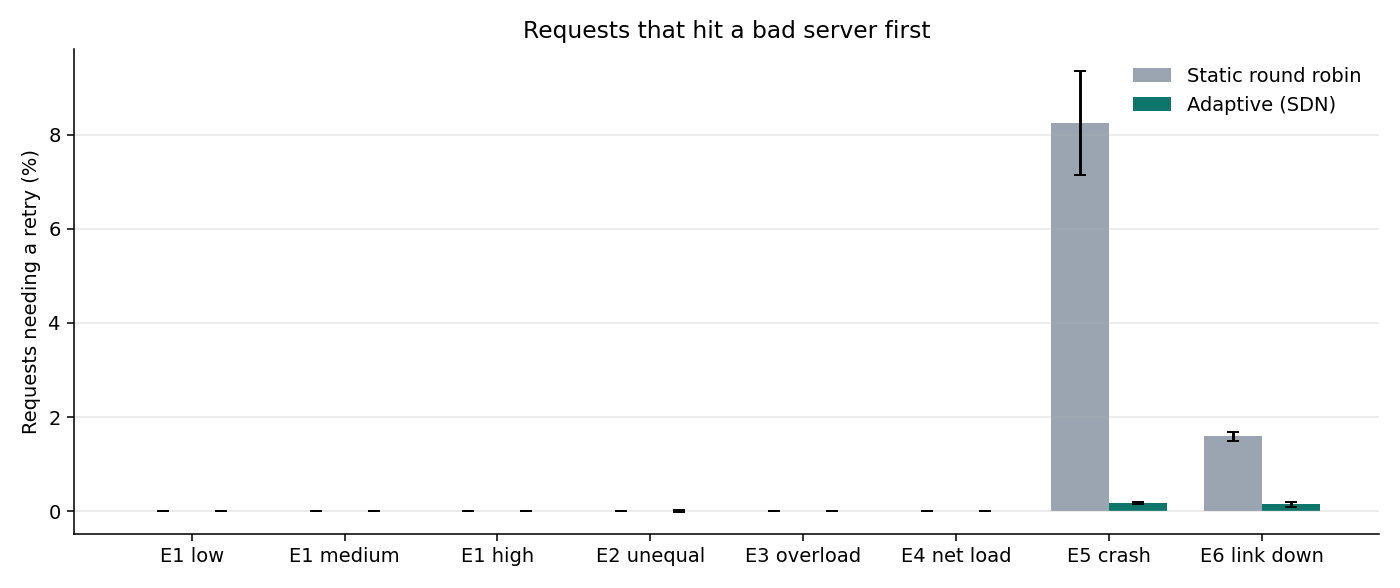 Requests that hit a bad server first
Static round robin
Adaptive (SDN)
Requests needing a retry (%)
8
6
4
2
0
E1 low
E1 medium
E1 high
E2 unequal
E3 overload
E4 net load
E5 crash
E6 link down